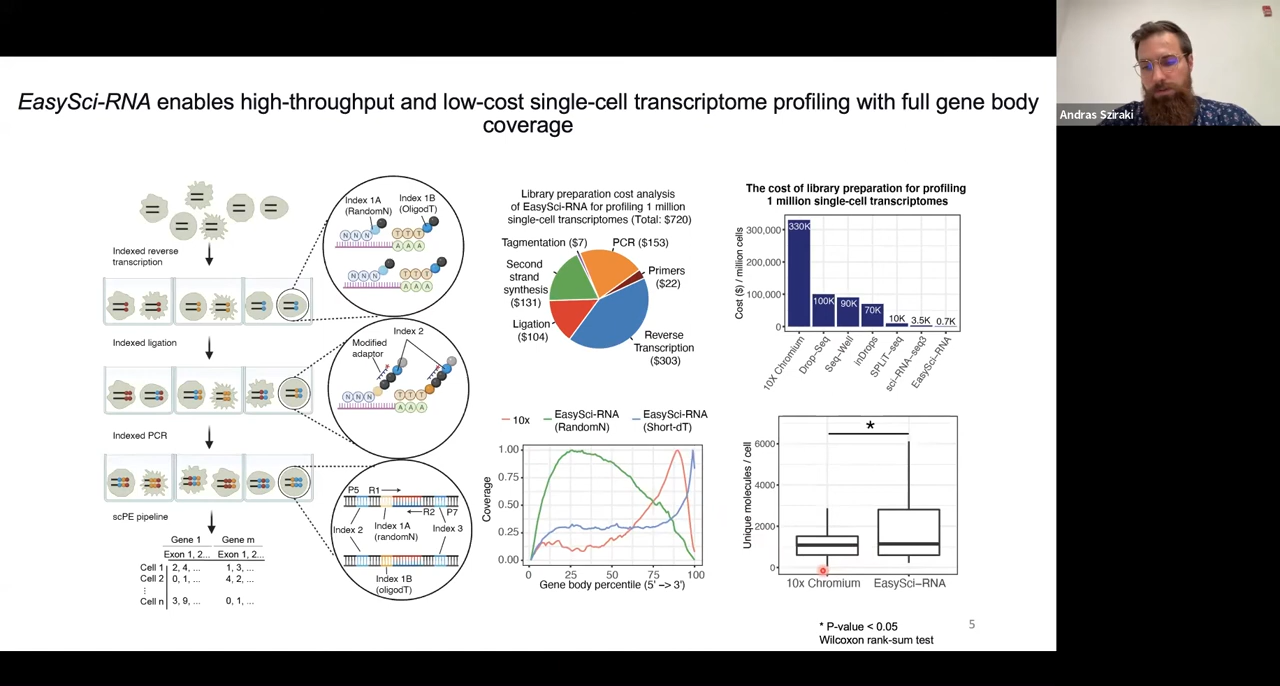 EasySci-RNA enables high-throughput and low-cost single-cell transcriptome profiling with full gene body
coverage
Andras Sziraki
Indexed reverse
transcription
Indexed ligation
Indexed PCR
scPE pipeline
Gene 1 Gene m
Exon 1, 2... Exon 1, 2...
Cell 1 2, 4, ... 1, 3, ...
Cell 2 0, 1, ... 4, 2, ...
⋮
Cell n 3, 9, ... 0, 1, ...
Index 1A
(RandomN)
Index 1B
(OligodT)
N N N T T T
A A A
N N N T T T
A A A
Index 2
Modified
adaptor
N N N T T T
A A A
P5 R1
R2 P7
Index 2
Index 1A
(randomN)
Index 3
Index 1B
(oligodT)
Library preparation cost analysis
of EasySci-RNA for profiling 1 million
single-cell transcriptomes (Total: $720)
Tagmentation ($7)
PCR ($153)
Primers
($22)
Second
strand
synthesis
($131)
Ligation
($104)
Reverse
Transcription
($303)
10x
EasySci-RNA
(RandomN)
EasySci-RNA
(Short-dT)
Coverage
1.00
0.75
0.50
0.25
0.00
0 25 50 75 100
Gene body percentile (5' -> 3')
The cost of library preparation for profiling
1 million single-cell transcriptomes
Cost ($) / million cells
300,000
200,000
100,000
0
330K
100K
90K
70K
10K
3.5K
0.7K
10X Chromium
Drop-Seq
Seq-Well
inDrops
SPLIT-seq
sci-RNA-seq3
EasySci-RNA
Unique molecules / cell
6000
4000
2000
0
*
10x Chromium EasySci-RNA
* P-value < 0.05
Wilcoxon rank-sum test
5